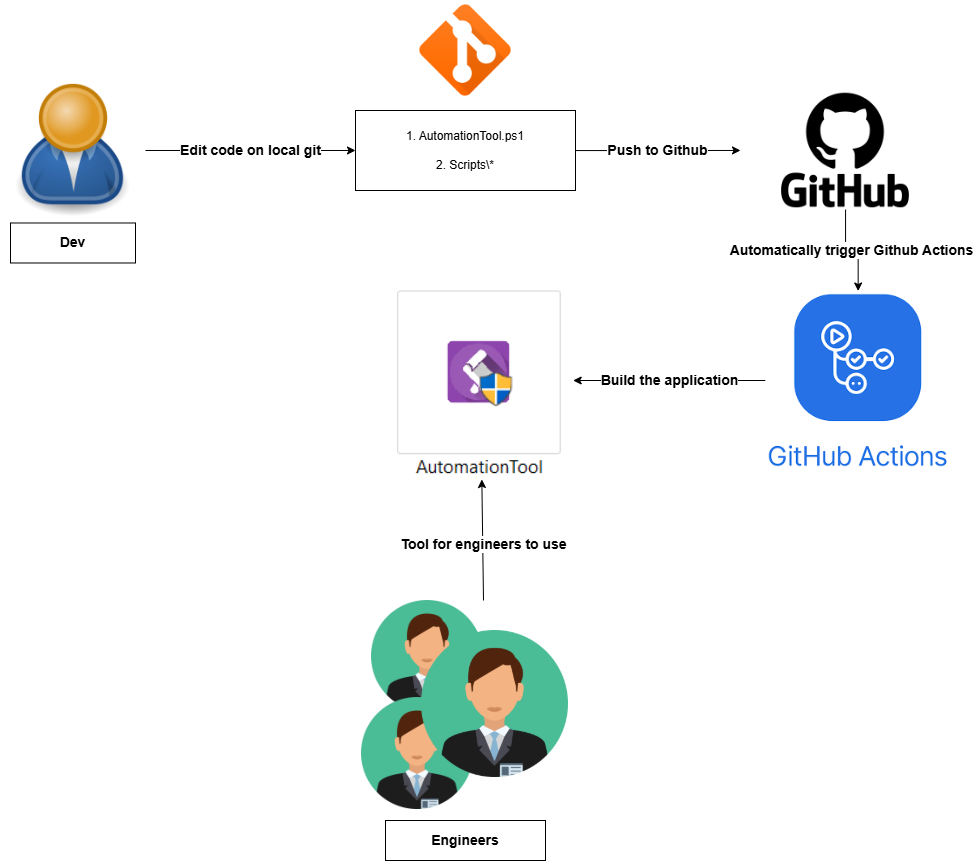 Edit code on local git
1. AutomationTool.ps1
2. Scripts\*
Push to Github
GitHub
Dev
Automatically trigger Github Actions
Build the application
GitHub Actions
AutomationTool
Tool for engineers to use
Engineers